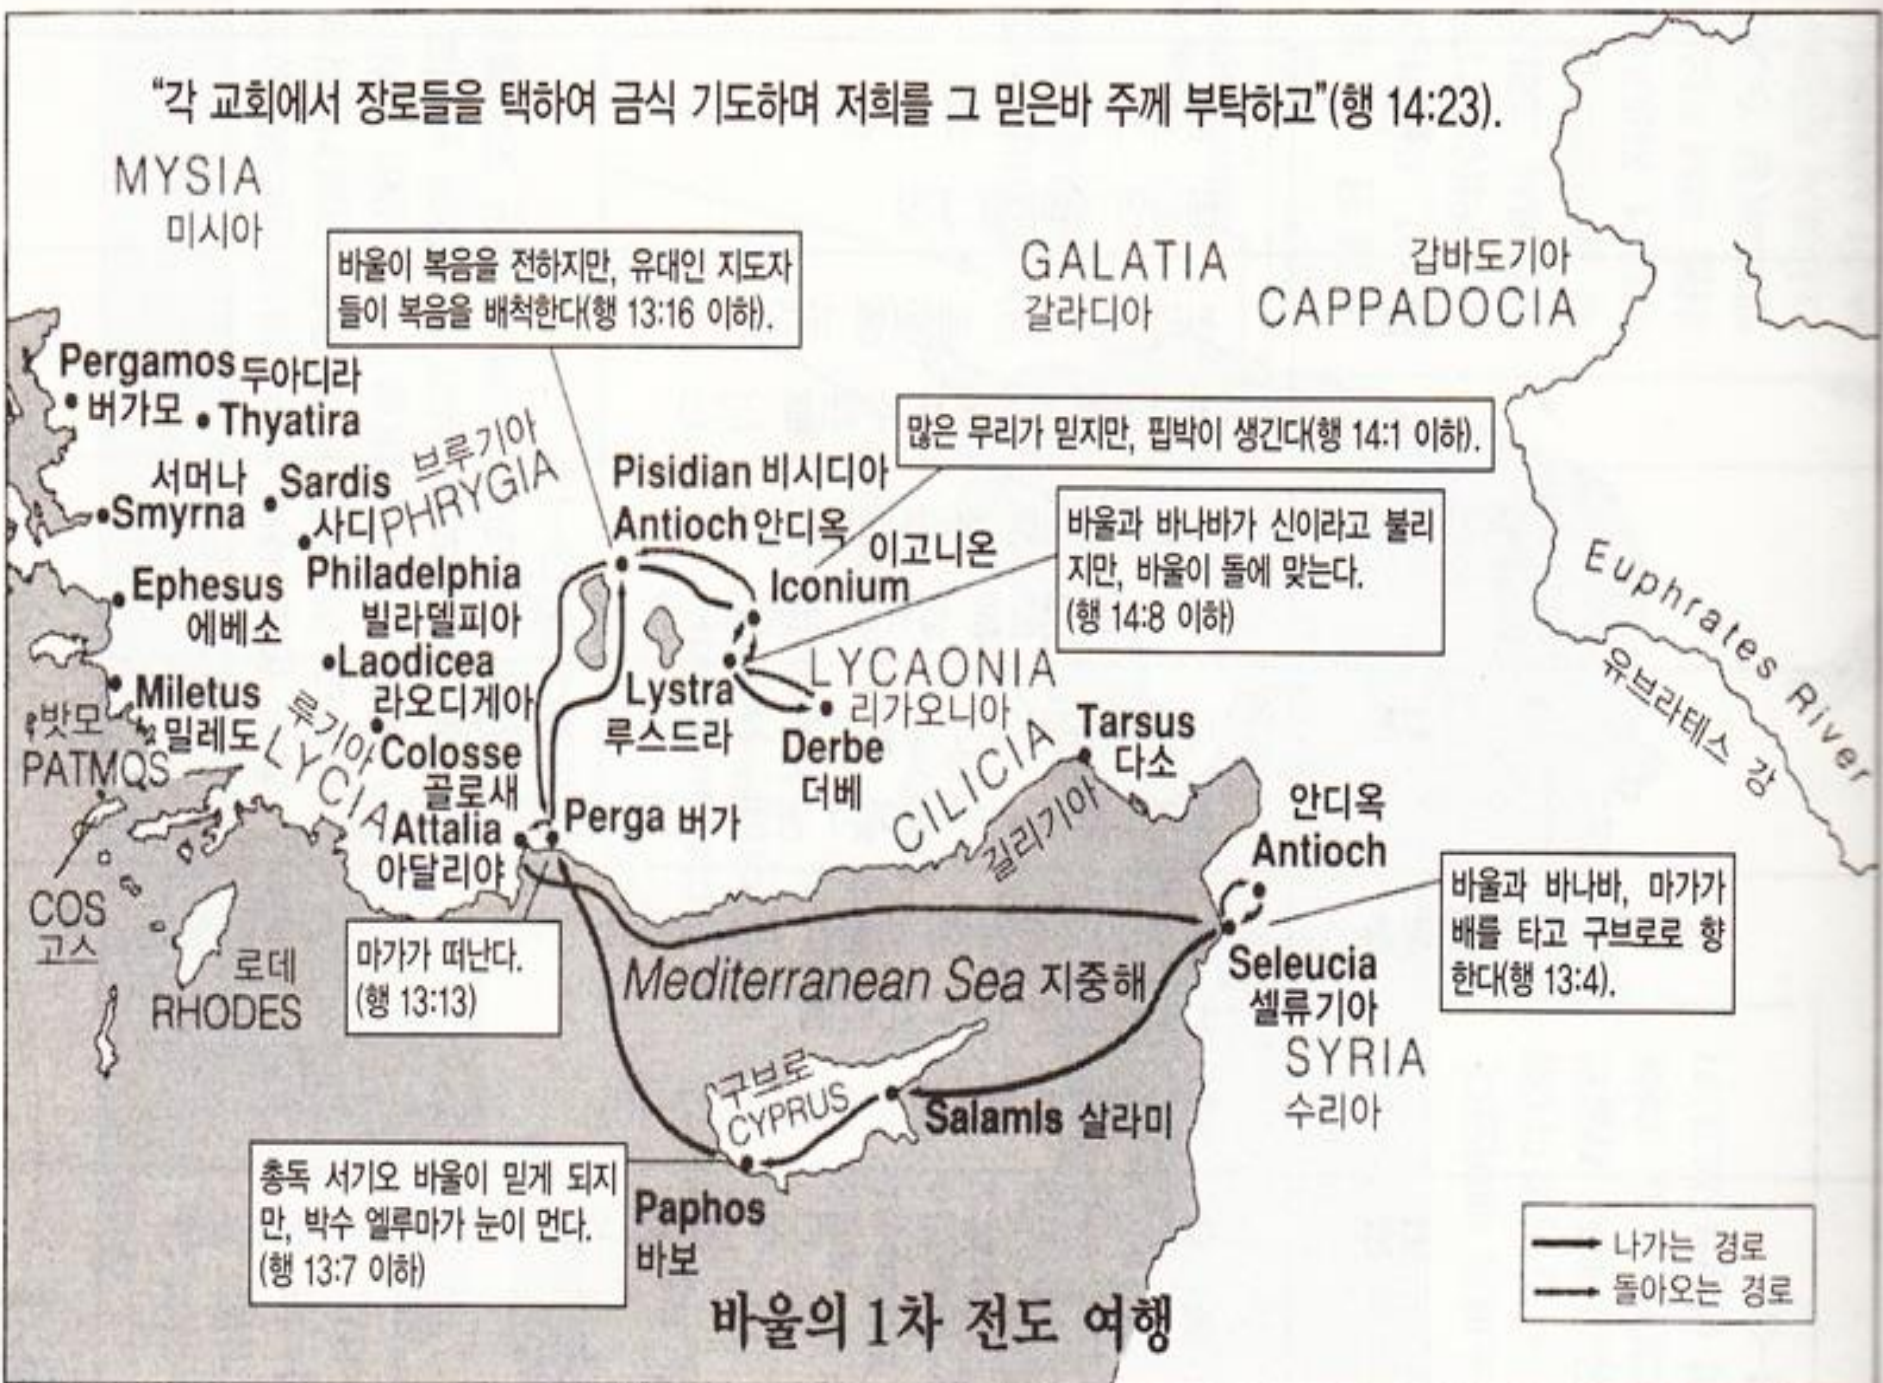 “각 교회에서 장로들을 택하여 금식 기도하며 저희를 그 믿은바 주께 부탁하고”(행 14:23).
MYSIA
미시아
바울이 복음을 전하지만, 유대인 지도자
들이 복음을 배척한다(행 13:16 이하).
GALATIA
갈라디아
갑바도기아
CAPPADOCIA
Pergamos 두아디라
버가모 Thyatira
브루기아
PHRYGIA
많은 무리가 믿지만, 핍박이 생긴다(행 14:1 이하).
서머나 Sardis
Smyrna 사디
Pisidian 비시디아
Antioch 안디옥
이고니온
Iconium
바울과 바나바가 신이라고 불리
지만, 바울이 돌에 맞는다.
(행 14:8 이하)
Ephesus
에베소
Philadelphia
빌라델피아
Euphrates River
유브라테스 강
Laodicea
라오디게아
Miletus
밀레도
밧모
PATMOS
루기아
LYCIA
Colosse
골로새
Lystra
루스드라
LYCAONIA
리가오니아
Derbe
더베
CILICIA
길리기아
Tarsus
다소
Attalia
아달리야
Perga 버가
안디옥
Antioch
COS
고스
로데
RHODES
마가가 떠난다.
(행 13:13)
Mediterranean Sea 지중해
Seleucia
셀류기아
바울과 바나바, 마가가
배를 타고 구브로로 향
한다(행 13:4).
SYRIA
수리아
구브로
CYPRUS
Salamis 살라미
총독 서기오 바울이 믿게 되지
만, 박수 엘루마가 눈이 먼다.
(행 13:7 이하)
Paphos
바보
나가는 경로
돌아오는 경로
바울의 1차 전도 여행